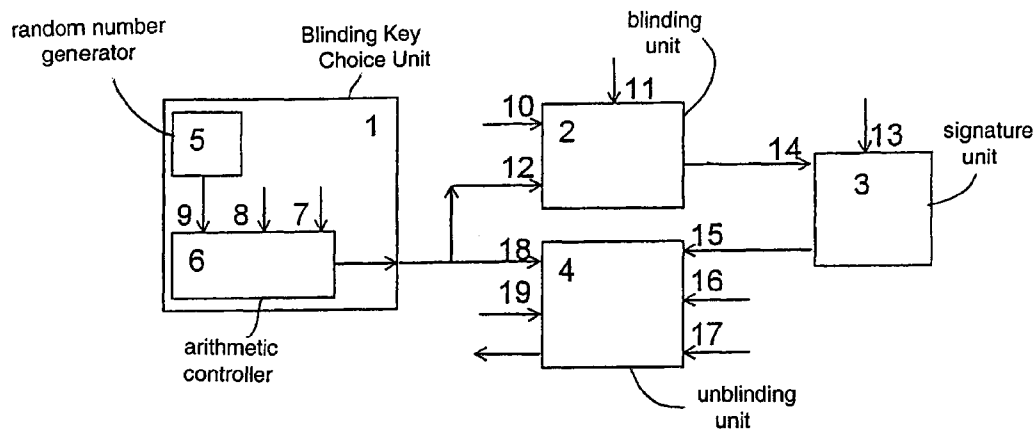 random number
generator
Blinding Key
Choice Unit
blinding
unit
signature
unit
1
5
9
8
7
6
arithmetic
controller
10
11
2
12
14
13
3
18
4
15
19
16
17
unblinding
unit